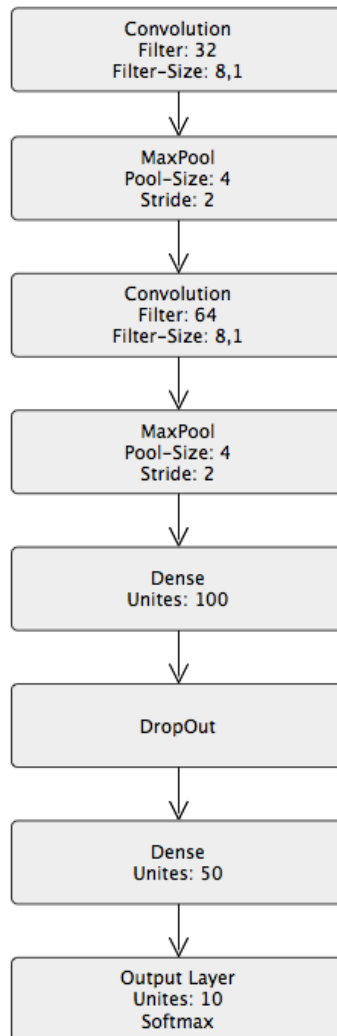 Convolution
Filter: 32
Filter-Size: 8,1
MaxPool
Pool-Size: 4
Stride: 2
Convolution
Filter: 64
Filter-Size: 8,1
MaxPool
Pool-Size: 4
Stride: 2
Dense
Unites: 100
DropOut
Dense
Unites: 50
Output Layer
Unites: 10
Softmax